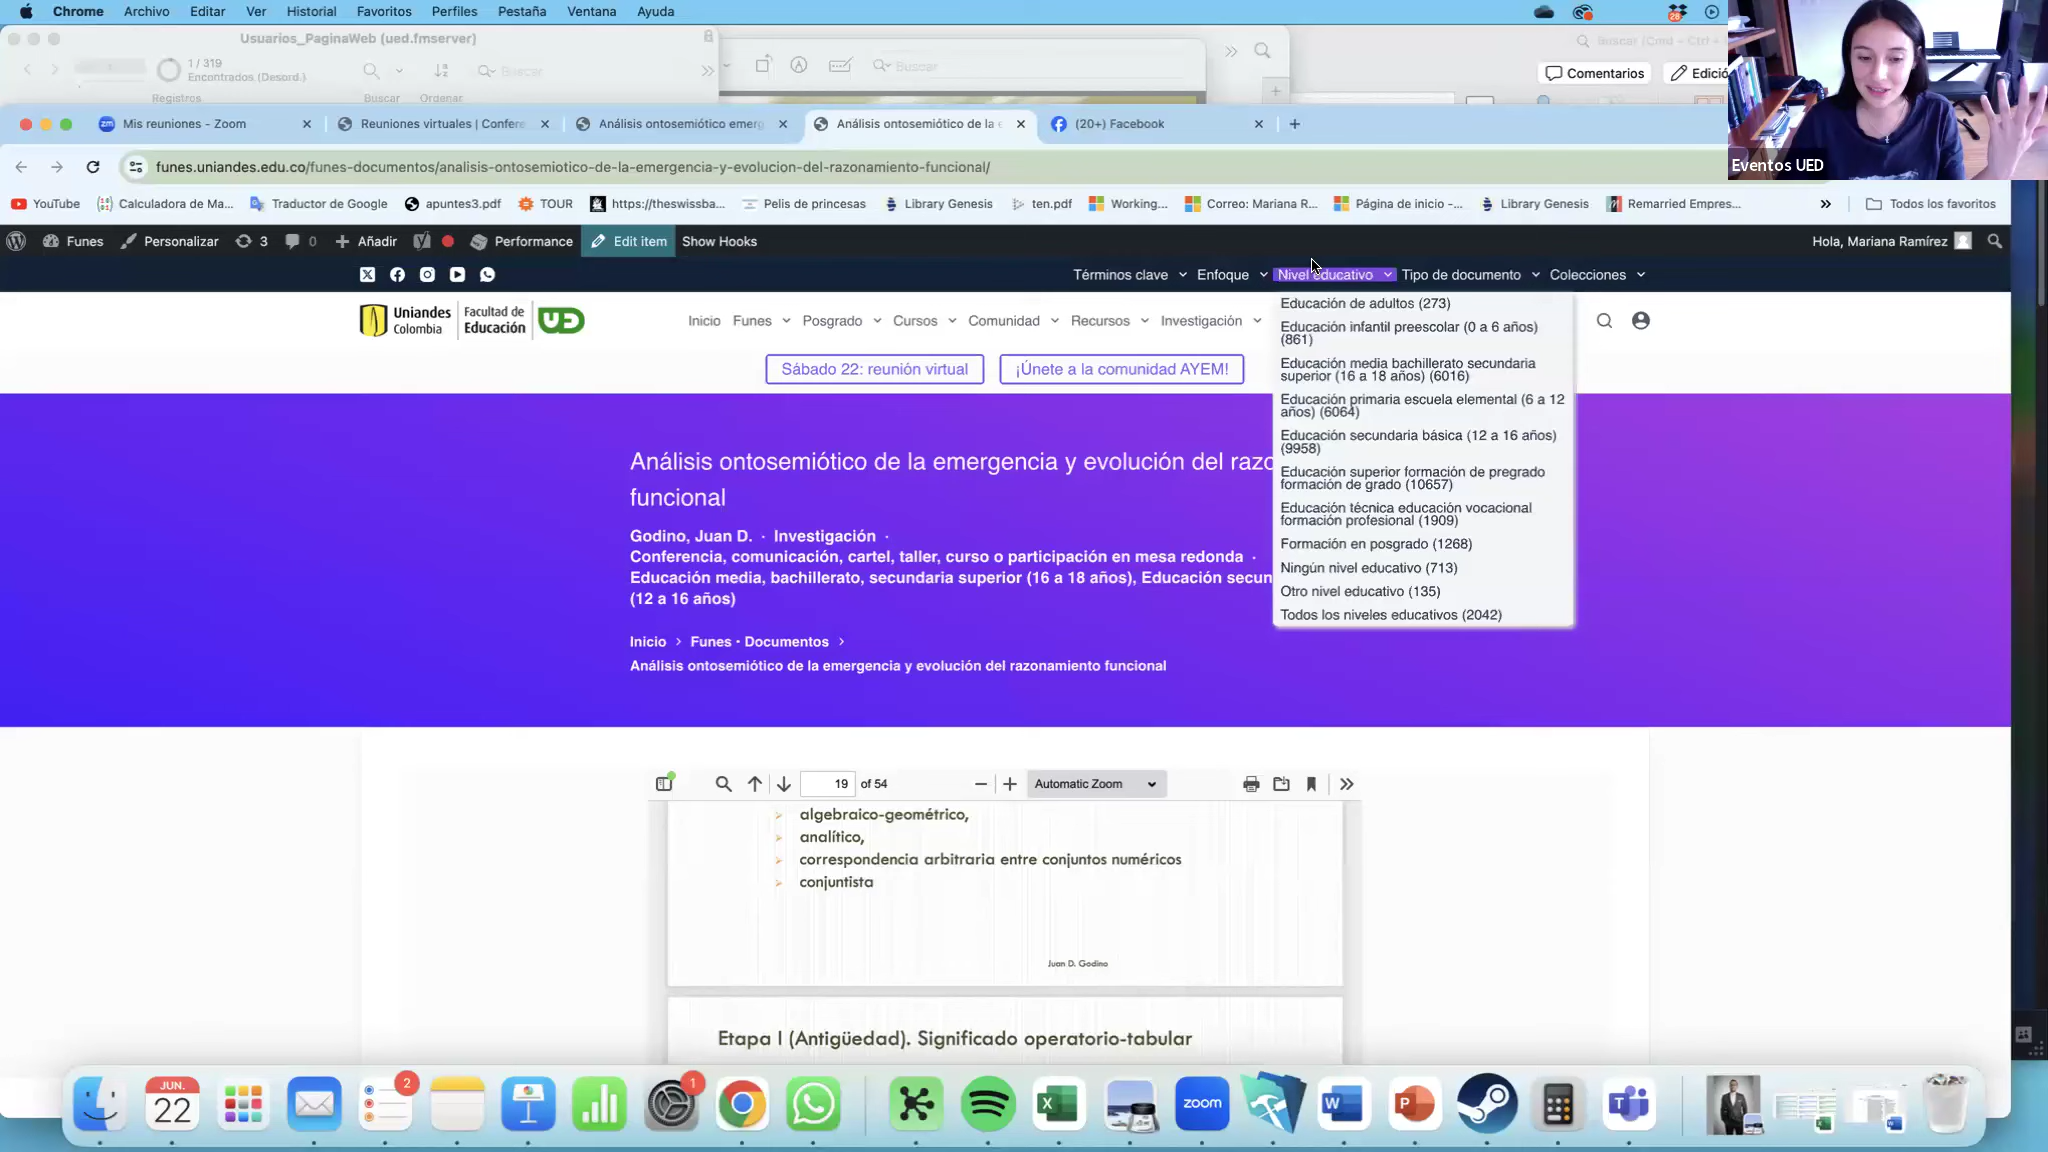 Chrome Archivo Editar Ver Historial Favoritos Perfiles Pestaña Ventana Ayuda
28
Usuarios_PaginaWeb (ued.fmserver)
1 / 319
Encontrados (Desord.)
Buscar
Registros Buscar Ordenar
Buscar
Buscar (Cmd + Ctrl +
Comentarios
Edició
Mis reuniones - Zoom
Reuniones virtuales | Confere
Análisis ontosemiótico emerg
Análisis ontosemiótico de la e
(20+) Facebook
Eventos UED
funes.uniandes.edu.co/funes-documentos/analisis-ontosemiotico-de-la-emergencia-y-evolucion-del-razonamiento-funcional/
YouTube Calculadora de Ma... Traductor de Google apuntes3.pdf TOUR https://theswissba... Pelis de princesas Library Genesis ten.pdf Working... Correo: Mariana R... Página de inicio -... Library Genesis Remarried Empres... Todos los favoritos
Funes Personalizar 3 0 Añadir Performance Edit item Show Hooks Hola, Mariana Ramírez
Términos clave Enfoque Nivel educativo Tipo de documento Colecciones
Uniandes
Colombia
Facultad de
Educación
Inicio Funes Posgrado Cursos Comunidad Recursos Investigación
Sábado 22: reunión virtual
¡Únete a la comunidad AYEM!
Educación de adultos (273)
Educación infantil preescolar (0 a 6 años)
(861)
Educación media bachillerato secundaria
superior (16 a 18 años) (6016)
Educación primaria escuela elemental (6 a 12
años) (6064)
Educación secundaria básica (12 a 16 años)
(9958)
Educación superior formación de pregrado
formación de grado (10657)
Educación técnica educación vocacional
formación profesional (1909)
Formación en posgrado (1268)
Ningún nivel educativo (713)
Otro nivel educativo (135)
Todos los niveles educativos (2042)
Análisis ontosemiótico de la emergencia y evolución del razo
funcional
Godino, Juan D. · Investigación ·
Conferencia, comunicación, cartel, taller, curso o participación en mesa redonda ·
Educación media, bachillerato, secundaria superior (16 a 18 años), Educación secun
(12 a 16 años)
Inicio > Funes · Documentos >
Análisis ontosemiótico de la emergencia y evolución del razonamiento funcional
19 of 54
Automatic Zoom
algebraico-geométrico,
analítico,
correspondencia arbitraria entre conjuntos numéricos
conjuntista
Juan D. Godino
Etapa I (Antigüedad). Significado operatorio-tabular
JUN.
22
2
1
zoom